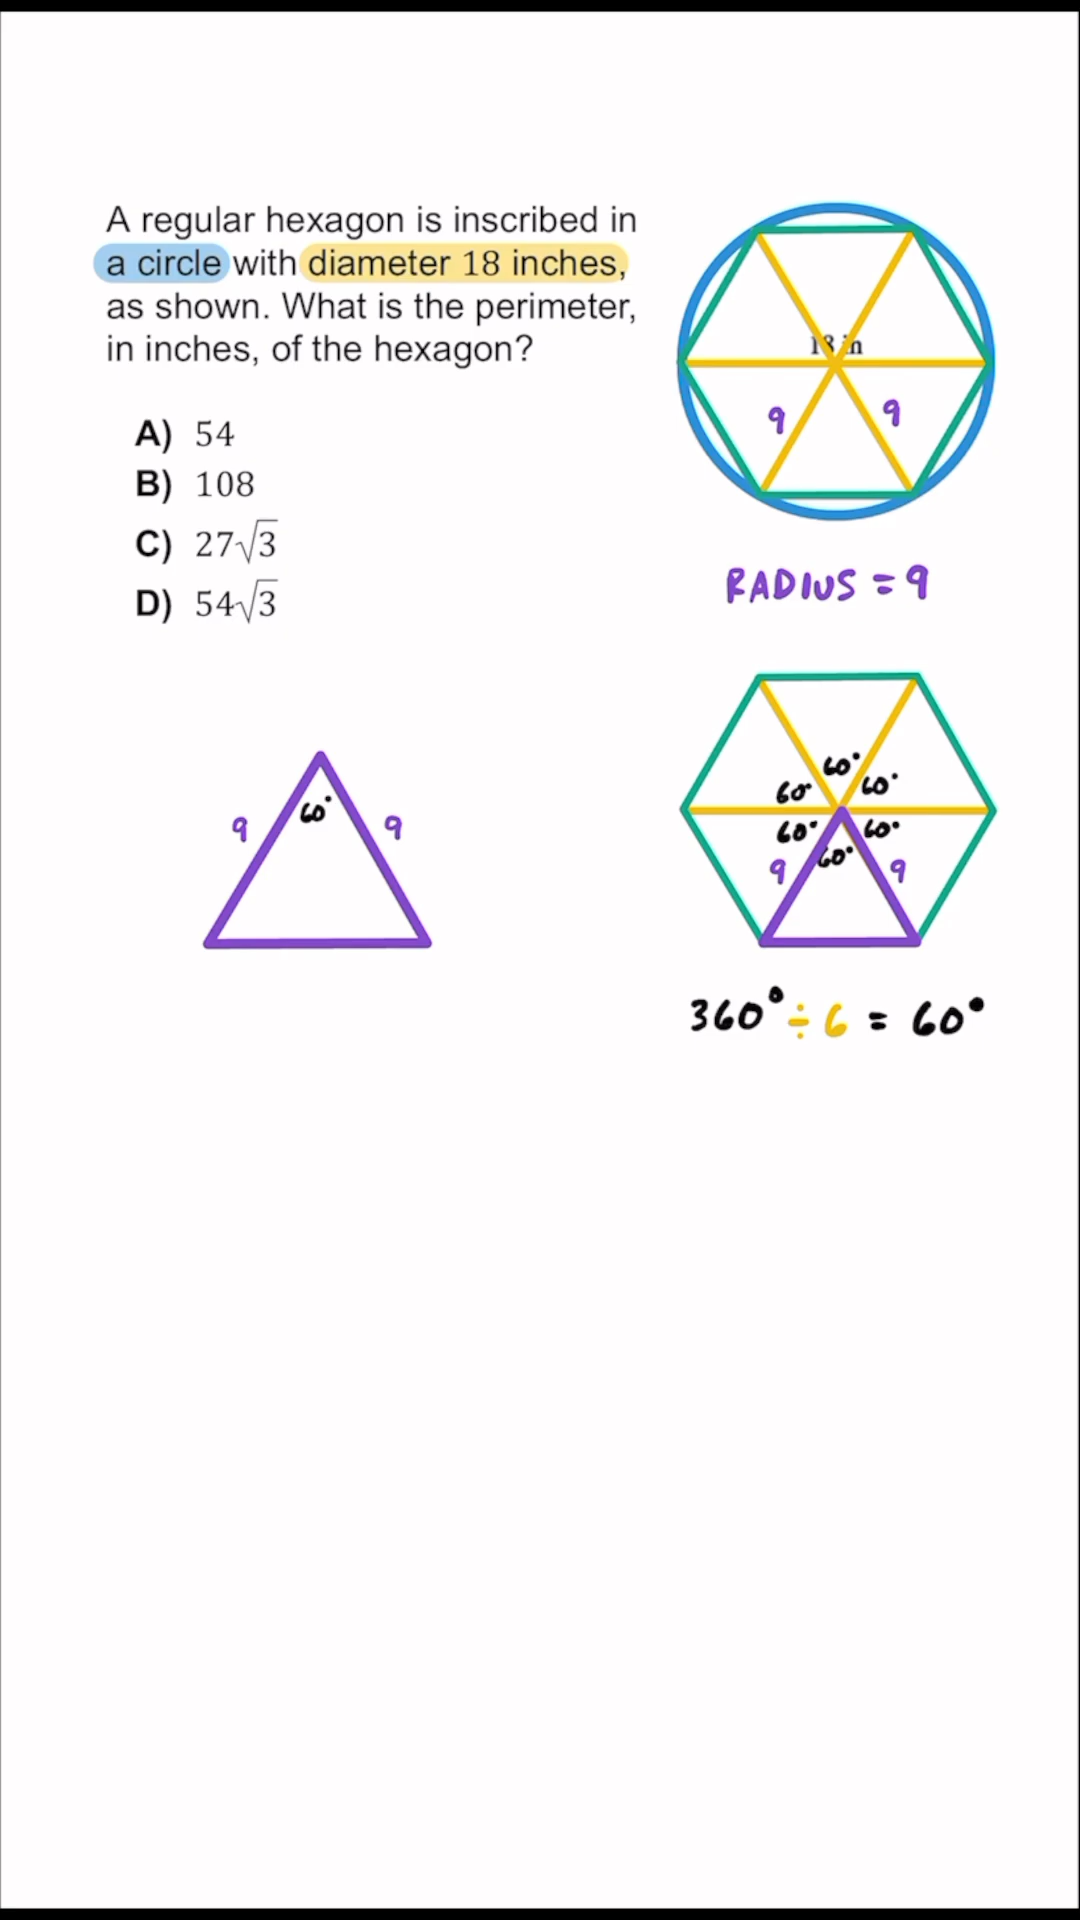 A regular hexagon is inscribed in
a circle with diameter 18 inches,
as shown. What is the perimeter,
in inches, of the hexagon?
A) 54
B) 108
C) 27√3
D) 54√3
18 in
9 9
RADIUS = 9
60°
9 9
60°
60° 60°
60° 60°
60°
9 9
360° ÷ 6 = 60°